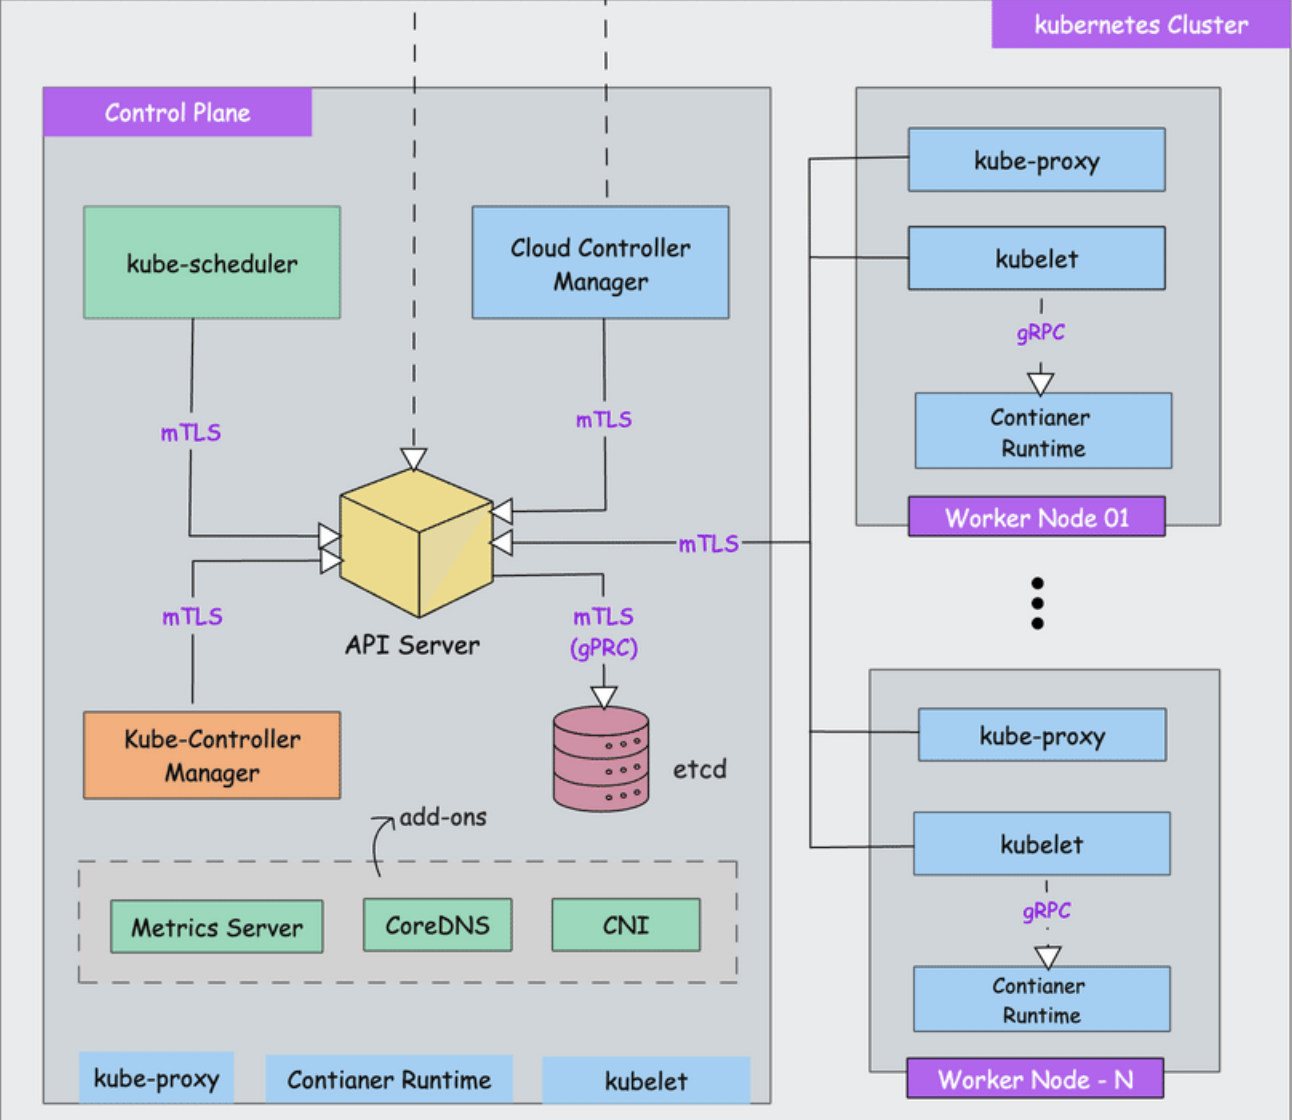 kubernetes Cluster
Control Plane
kube-scheduler
Cloud Controller
Manager
mTLS
mTLS
API Server
mTLS
mTLS
mTLS
(gPRC)
Kube-Controller
Manager
etcd
add-ons
Metrics Server
CoreDNS
CNI
kube-proxy
Contianer Runtime
kubelet
kube-proxy
kubelet
gRPC
Contianer
Runtime
Worker Node 01
kube-proxy
kubelet
gRPC
Contianer
Runtime
Worker Node - N